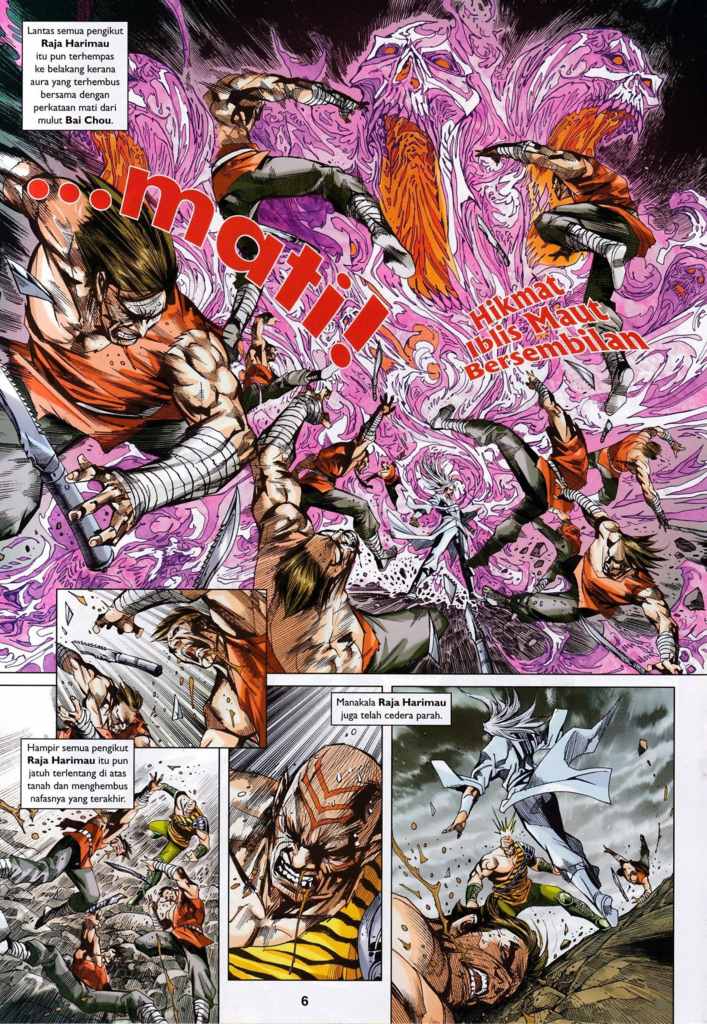 Lantas semua pengikut
Raja Harimau
itu pun terhempas
ke belakang kerana
aura yang terhembus
bersama dengan
perkataan mati dari
mulut Bai Chou.
...mati!
Hikmat
Iblis Maut
Bersembilan
Hampir semua pengikut
Raja Harimau itu pun
jatuh terlentang di atas
tanah dan menghembus
nafasnya yang terakhir.
Manakala Raja Harimau
juga telah cedera parah.
6